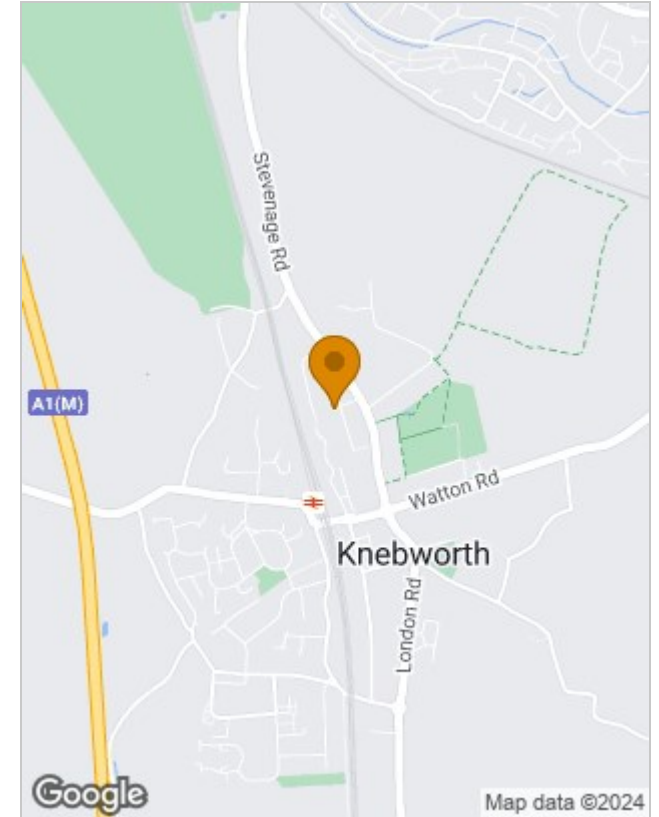 Stevenage Rd
A1(M)
Watton Rd
Knebworth
London Rd
Google
Map data ©2024